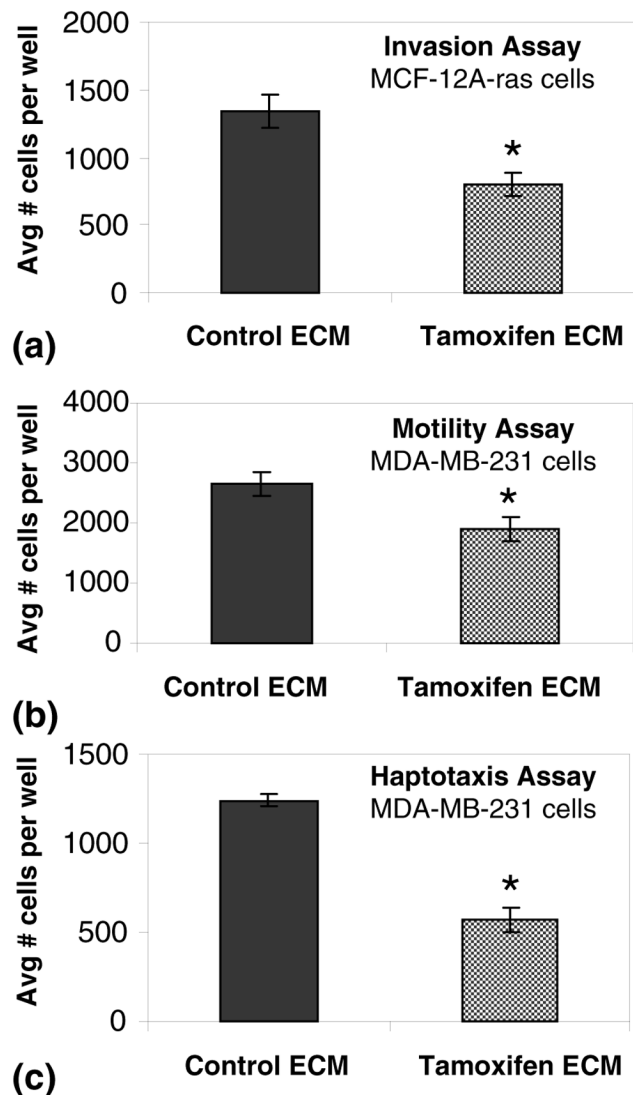 2000
1500
1000
500
0
Avg # cells per well
Invasion Assay
MCF-12A-ras cells
*
Control ECM
Tamoxifen ECM
(a)
4000
3000
2000
1000
0
Avg # cells per well
Motility Assay
MDA-MB-231 cells
*
Control ECM
Tamoxifen ECM
(b)
1500
1000
500
0
Avg # cells per well
Haptotaxis Assay
MDA-MB-231 cells
*
Control ECM
Tamoxifen ECM
(c)